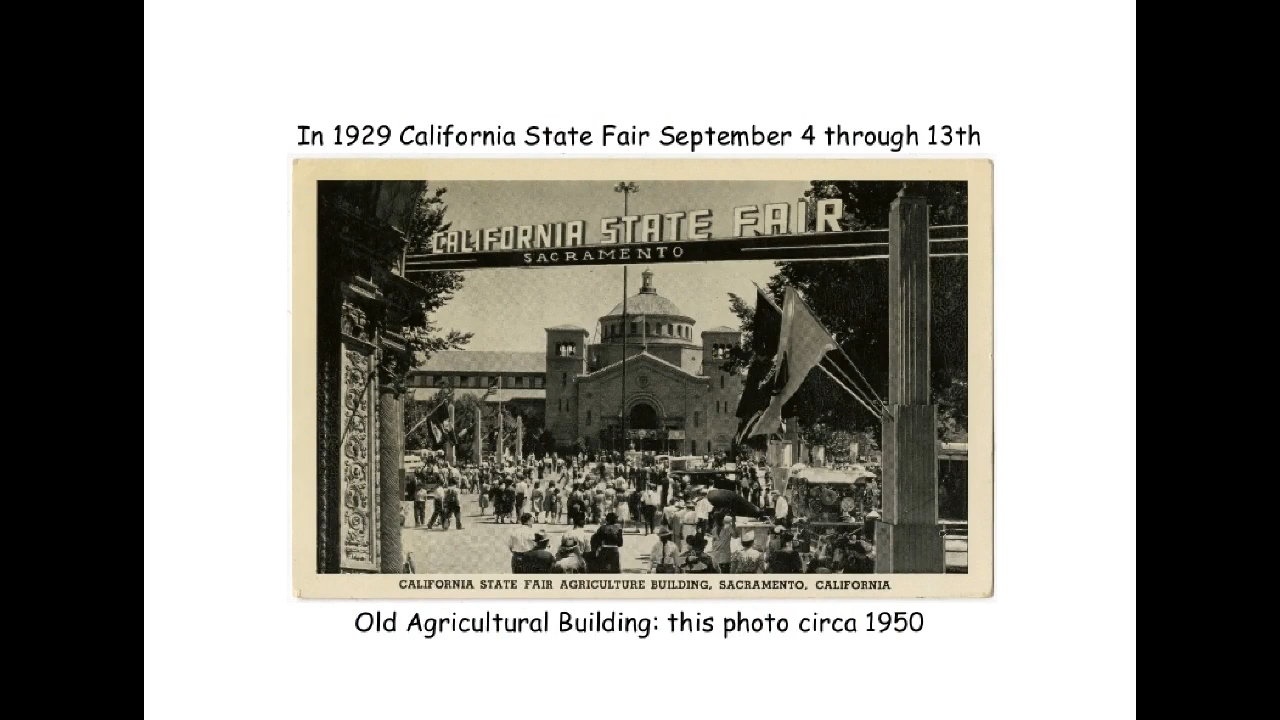 In 1929 California State Fair September 4 through 13th
CALIFORNIA STATE FAIR
SACRAMENTO
CALIFORNIA STATE FAIR AGRICULTURE BUILDING, SACRAMENTO, CALIFORNIA
Old Agricultural Building: this photo circa 1950